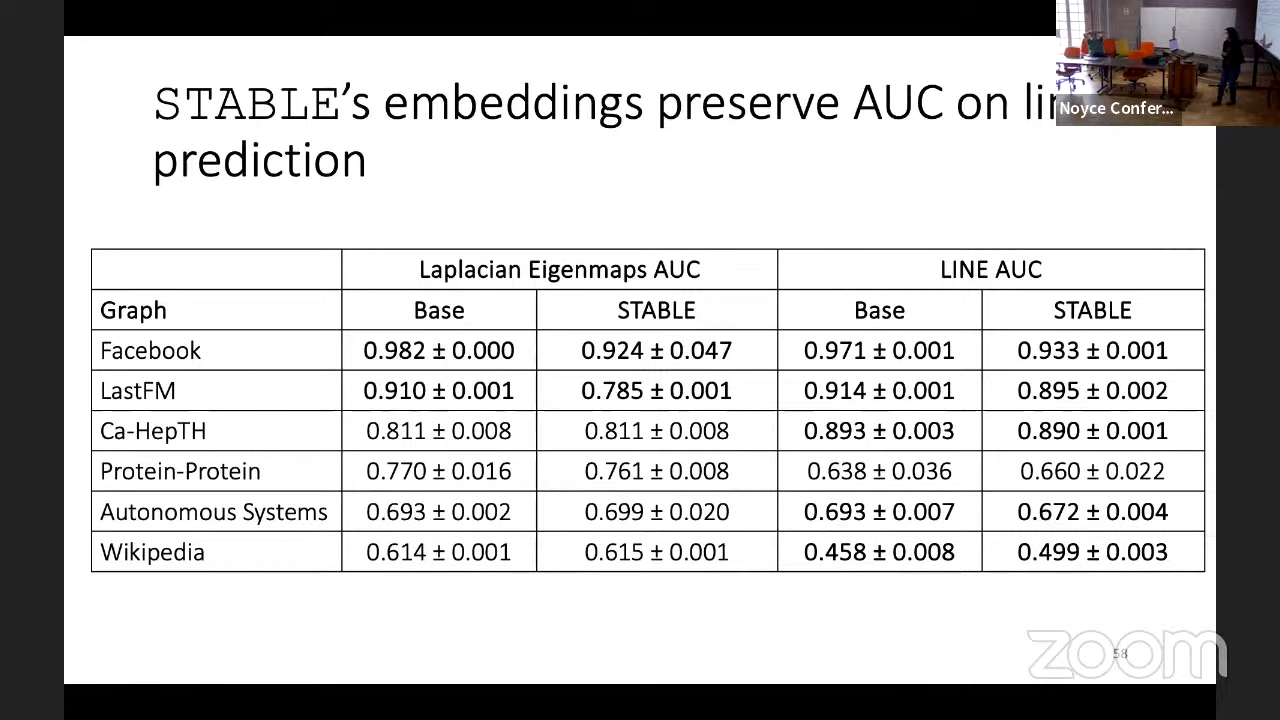 STABLE's embeddings preserve AUC on
prediction
Noyce Confer...
Laplacian Eigenmaps AUC LINE AUC
Graph Base STABLE Base STABLE
Facebook 0.982 ± 0.000 0.924 ± 0.047 0.971 ± 0.001 0.933 ± 0.001
LastFM 0.910 ± 0.001 0.785 ± 0.001 0.914 ± 0.001 0.895 ± 0.002
Ca-HepTH 0.811 ± 0.008 0.811 ± 0.008 0.893 ± 0.003 0.890 ± 0.001
Protein-Protein 0.770 ± 0.016 0.761 ± 0.008 0.638 ± 0.036 0.660 ± 0.022
Autonomous Systems 0.693 ± 0.002 0.699 ± 0.020 0.693 ± 0.007 0.672 ± 0.004
Wikipedia 0.614 ± 0.001 0.615 ± 0.001 0.458 ± 0.008 0.499 ± 0.003
zoom
58